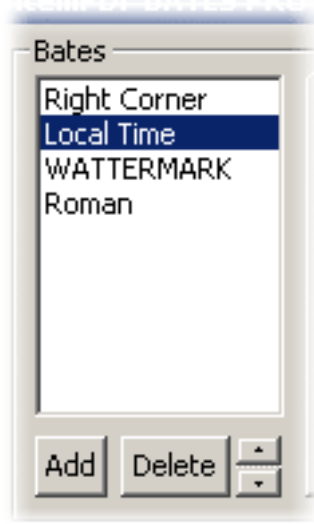 Bates
Right Corner
Local Time
WATTERMARK
Roman
Add Delete